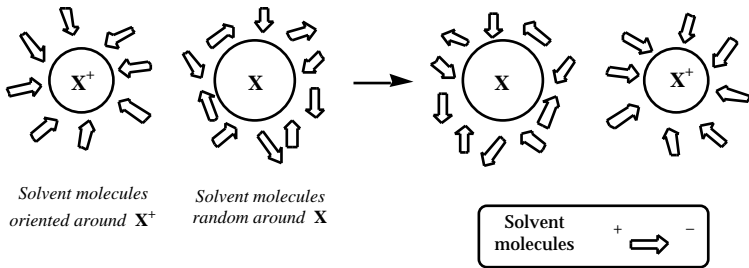 X⁺
X
X
X⁺
Solvent molecules
oriented around X⁺
Solvent molecules
random around X
Solvent
molecules
+ −